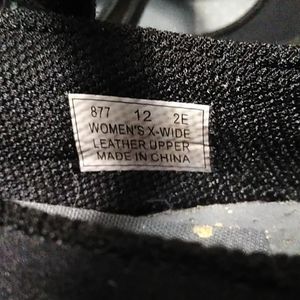 877 12 2E
WOMEN'S X-WIDE
LEATHER UPPER
MADE IN CHINA